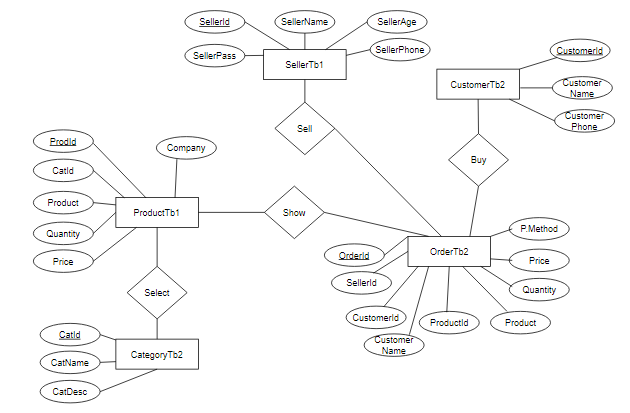 SellerId
SellerName
SellerAge
SellerPass
SellerPhone
SellerTb1
CustomerId
CustomerTb2
Customer
Name
Customer
Phone
Sell
ProdId
Company
Buy
CatId
Product
ProductTb1
Show
Quantity
P.Method
Price
OrderId
OrderTb2
Price
SellerId
Quantity
Select
CustomerId
ProductId
Product
Customer
Name
CatId
CatName
CategoryTb2
CatDesc